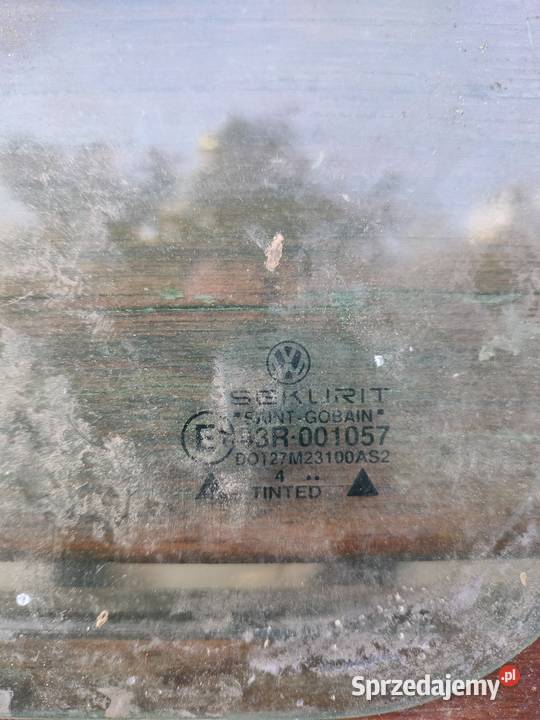 SEKURIT
"SAINT-GOBAIN"
E 43R-001057
DO127M23100AS2
4 ..
TINTED
Sprzedajemy.pl